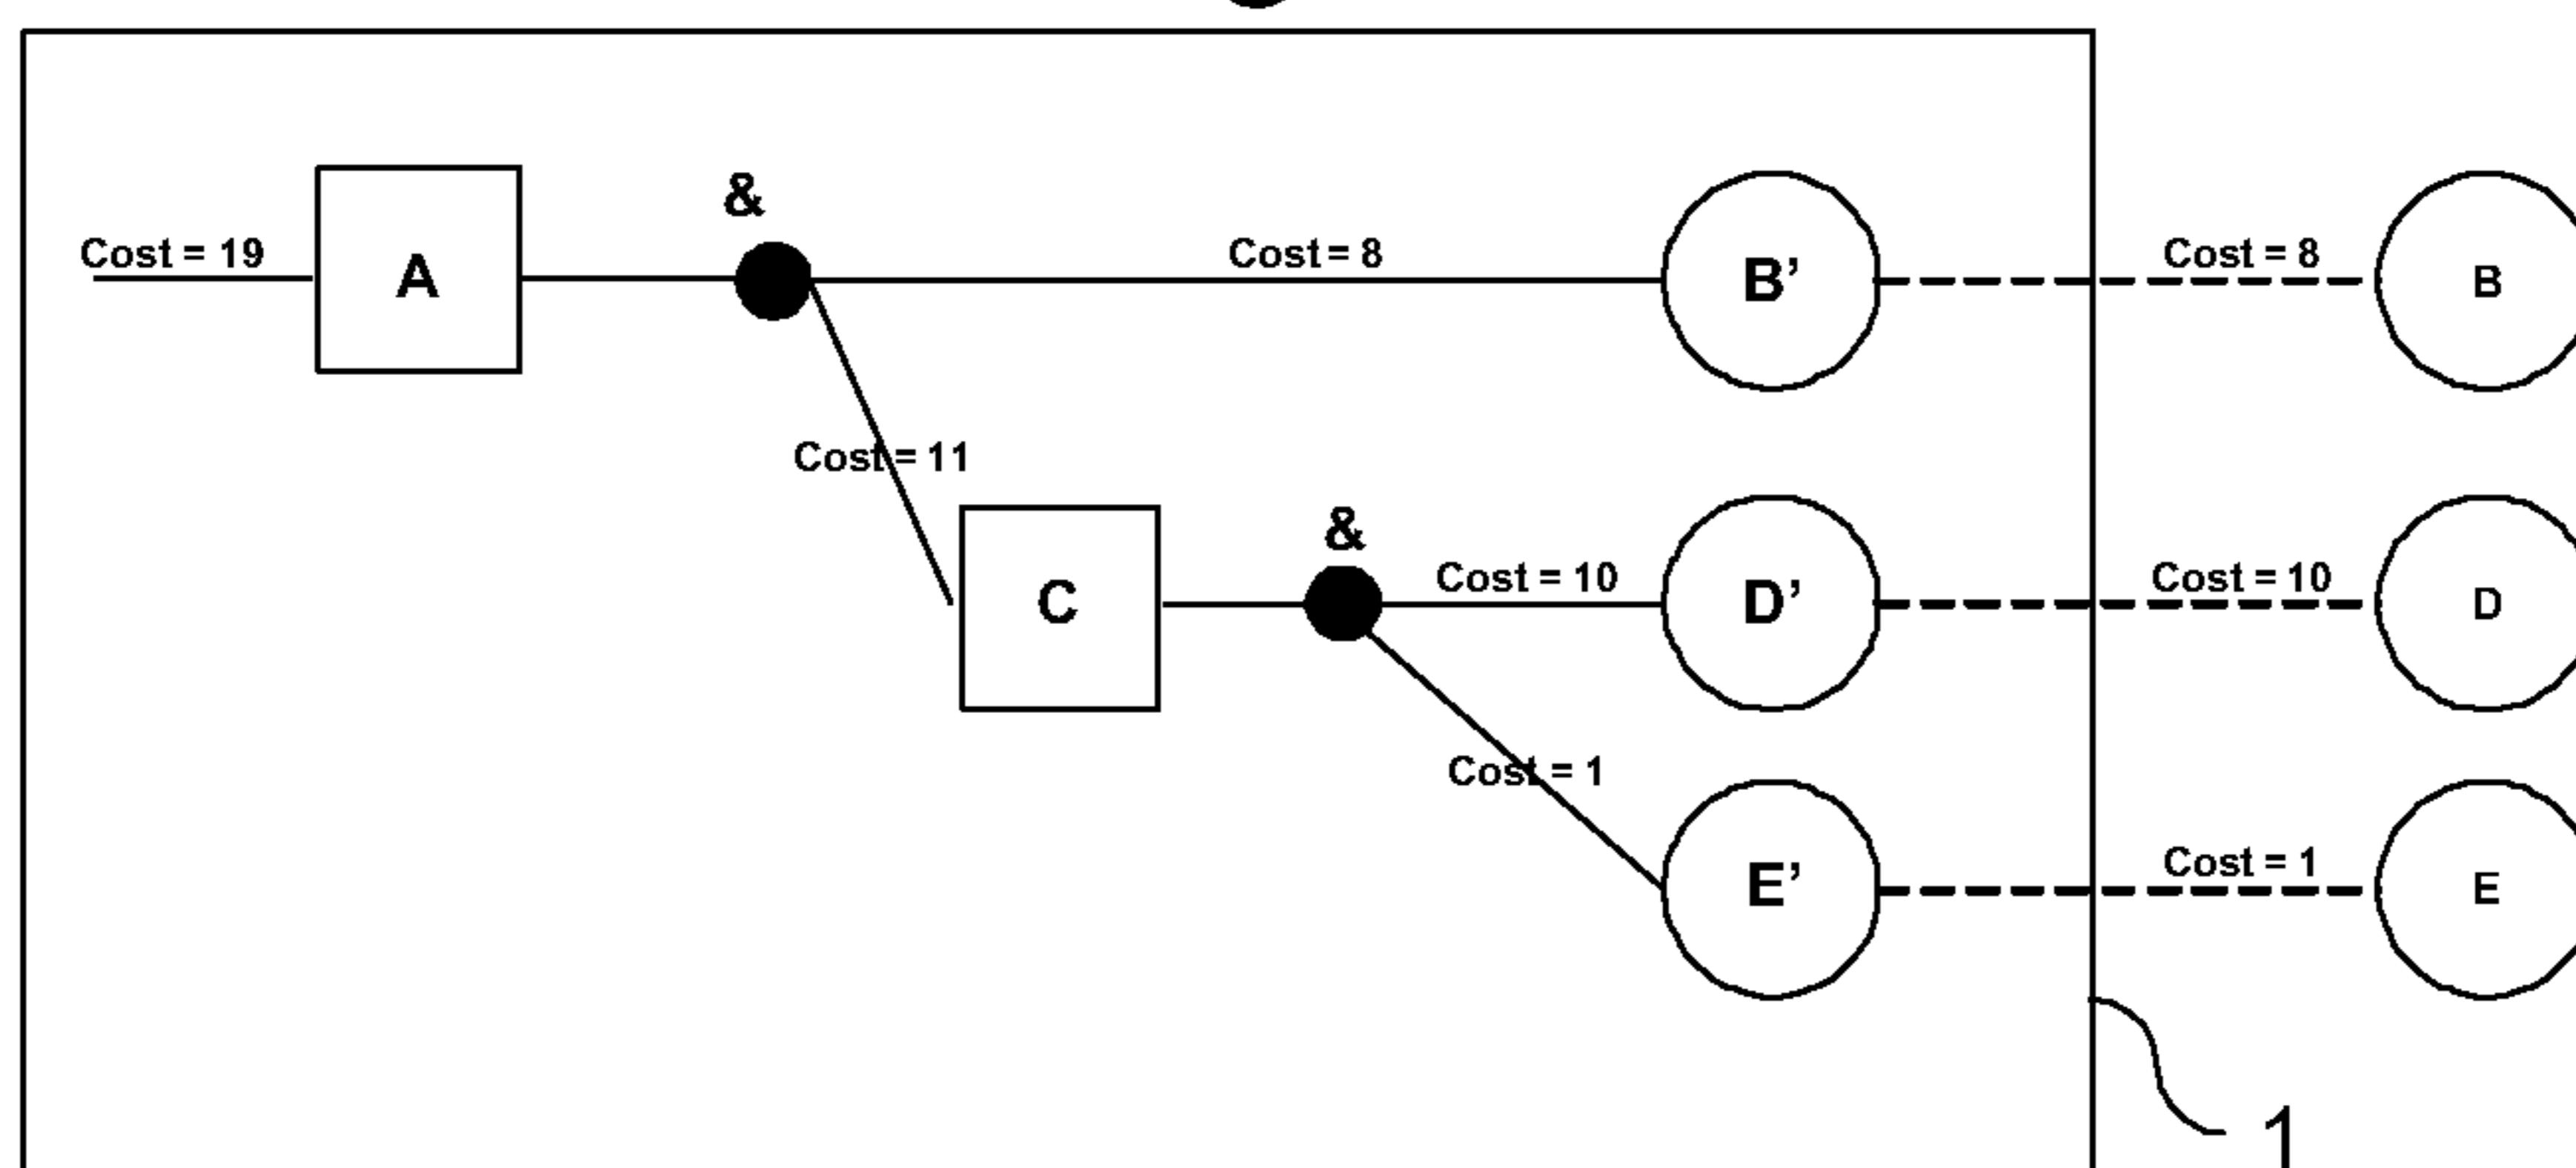 &
Cost = 19
A
Cost = 8
B’
Cost = 8
B
Cost = 11
&
C
Cost = 10
D’
Cost = 10
D
Cost = 1
E’
Cost = 1
E
1